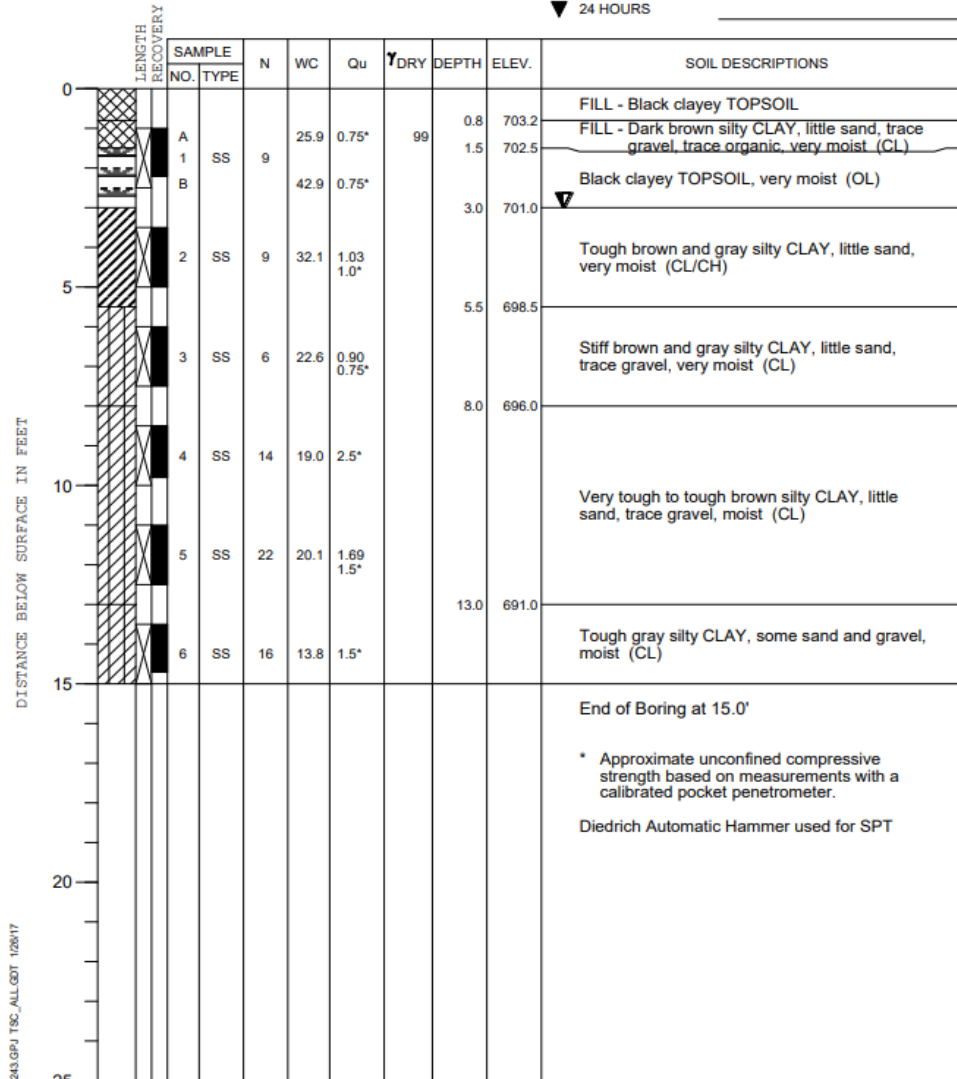 ▼ 24 HOURS
LENGTH
RECOVERY
SAMPLE
NO. TYPE
N
WC
Qu
γDRY
DEPTH
ELEV.
SOIL DESCRIPTIONS
0
FILL - Black clayey TOPSOIL
0.8 703.2
FILL - Dark brown silty CLAY, little sand, trace
gravel, trace organic, very moist (CL)
A 25.9 0.75* 99
1.5 702.5
1 SS 9
Black clayey TOPSOIL, very moist (OL)
B 42.9 0.75*
3.0 701.0
Tough brown and gray silty CLAY, little sand,
very moist (CL/CH)
2 SS 9 32.1 1.03
1.0*
5
5.5 698.5
Stiff brown and gray silty CLAY, little sand,
trace gravel, very moist (CL)
3 SS 6 22.6 0.90
0.75*
8.0 696.0
4 SS 14 19.0 2.5*
10
Very tough to tough brown silty CLAY, little
sand, trace gravel, moist (CL)
5 SS 22 20.1 1.69
1.5*
13.0 691.0
Tough gray silty CLAY, some sand and gravel,
moist (CL)
6 SS 16 13.8 1.5*
15
End of Boring at 15.0'
* Approximate unconfined compressive
strength based on measurements with a
calibrated pocket penetrometer.
Diedrich Automatic Hammer used for SPT
20
DISTANCE BELOW SURFACE IN FEET
243.GPJ TSC_ALL.GDT 1/26/17